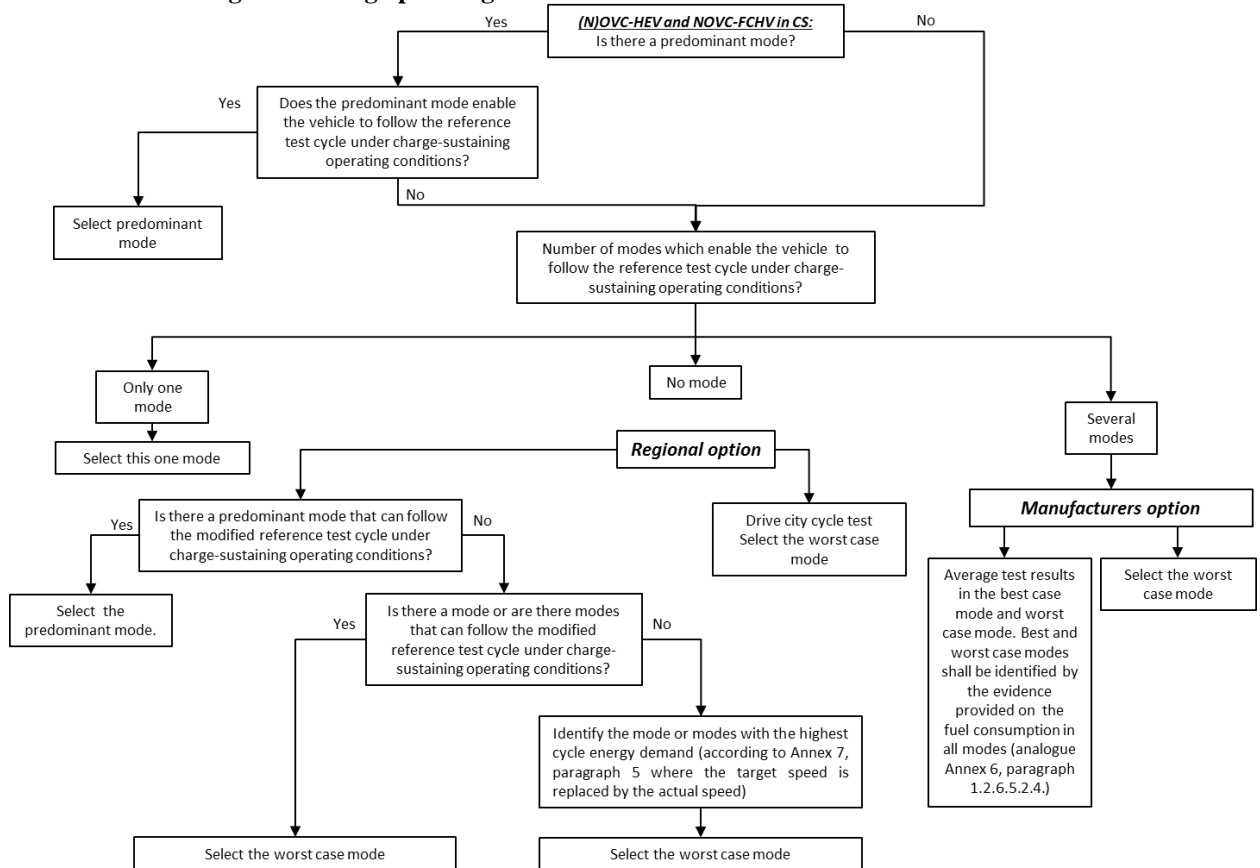 (N)OVC-HEV and NOVC-FCHV in CS:
Is there a predominant mode?
Yes
No
Does the predominant mode enable
the vehicle to follow the reference
test cycle under charge-sustaining
operating conditions?
Yes
No
Select predominant
mode
Number of modes which enable the vehicle to
follow the reference test cycle under charge-
sustaining operating conditions?
Only one
mode
No mode
Several
modes
Select this one mode
Regional option
Manufacturers option
Is there a predominant mode that can follow
the modified reference test cycle under
charge-sustaining operating conditions?
Yes
No
Drive city cycle test
Select the worst case
mode
Average test results
in the best case
mode and worst
case mode. Best and
worst case modes
shall be identified by
the evidence
provided on the
fuel consumption in
all modes (analogue
Annex 6, paragraph
1.2.6.5.2.4.)
Select the worst
case mode
Select the
predominant mode.
Is there a mode or are there modes
that can follow the modified
reference test cycle under charge-
sustaining operating conditions?
Yes
No
Identify the mode or modes with the highest
cycle energy demand (according to Annex 7,
paragraph 5 where the target speed is
replaced by the actual speed)
Select the worst case mode
Select the worst case mode